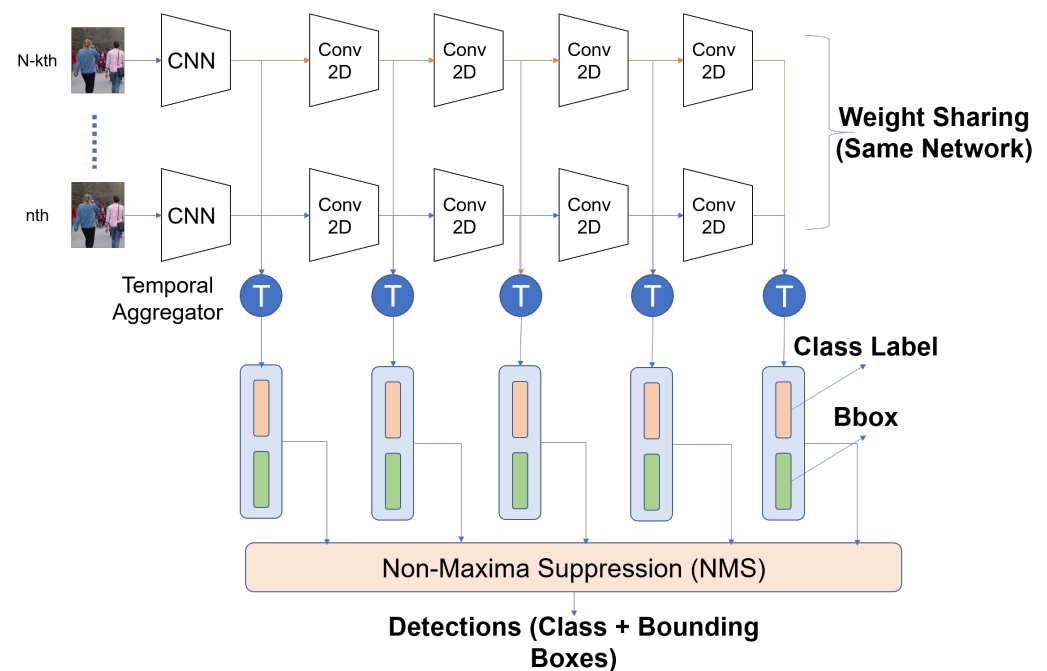 N-kth
CNN
Conv
2D
Conv
2D
Conv
2D
Conv
2D
Weight Sharing
(Same Network)
nth
CNN
Conv
2D
Conv
2D
Conv
2D
Conv
2D
Temporal
Aggregator
T
T
T
T
T
Class Label
Bbox
Non-Maxima Suppression (NMS)
Detections (Class + Bounding
Boxes)